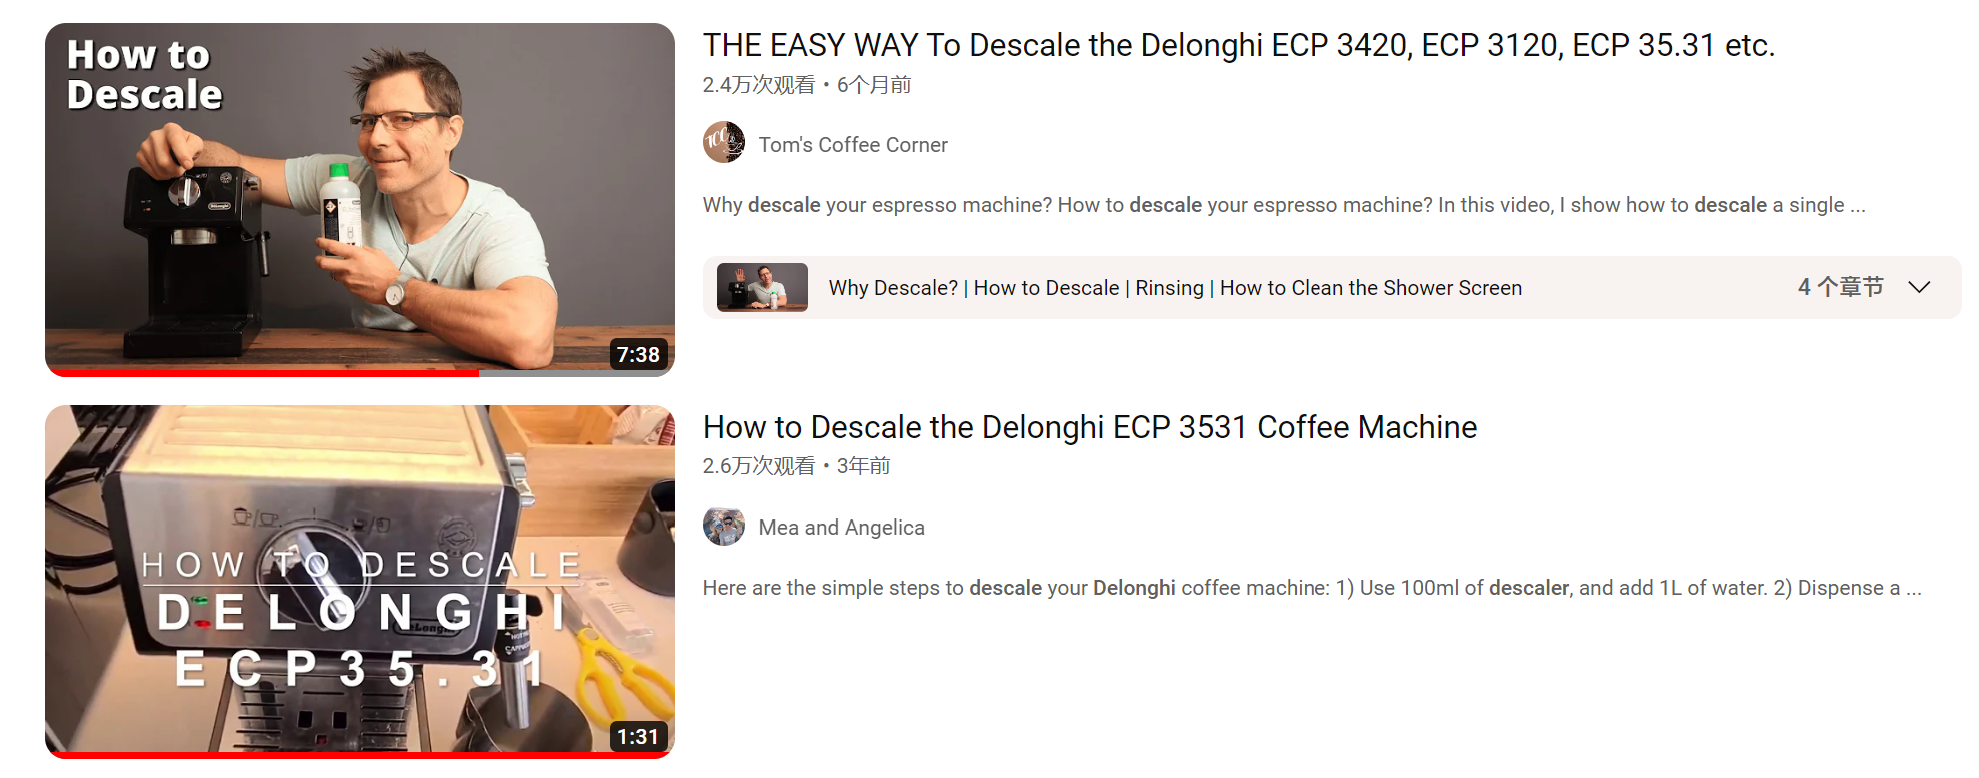 How to
Descale
DeLonghi
7:38
THE EASY WAY To Descale the Delonghi ECP 3420, ECP 3120, ECP 35.31 etc.
2.4万次观看・6个月前
TCC
Tom's Coffee Corner
Why descale your espresso machine? How to descale your espresso machine? In this video, I show how to descale a single ...
Why Descale? | How to Descale | Rinsing | How to Clean the Shower Screen
4 个章节
HOW TO DESCALE
DELONGHI
ECP35.31
DeLonghi
1:31
How to Descale the Delonghi ECP 3531 Coffee Machine
2.6万次观看・3年前
Mea and Angelica
Here are the simple steps to descale your Delonghi coffee machine: 1) Use 100ml of descaler, and add 1L of water. 2) Dispense a ...